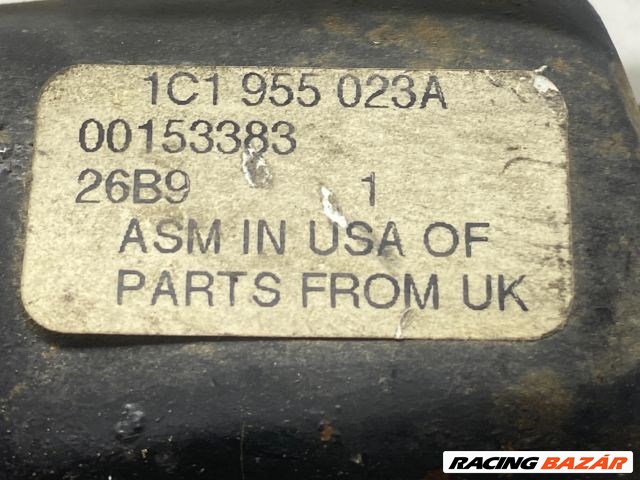 1C1 955 023A
00153383
26B9 1
ASM IN USA OF
PARTS FROM UK
RACING BAZÁR